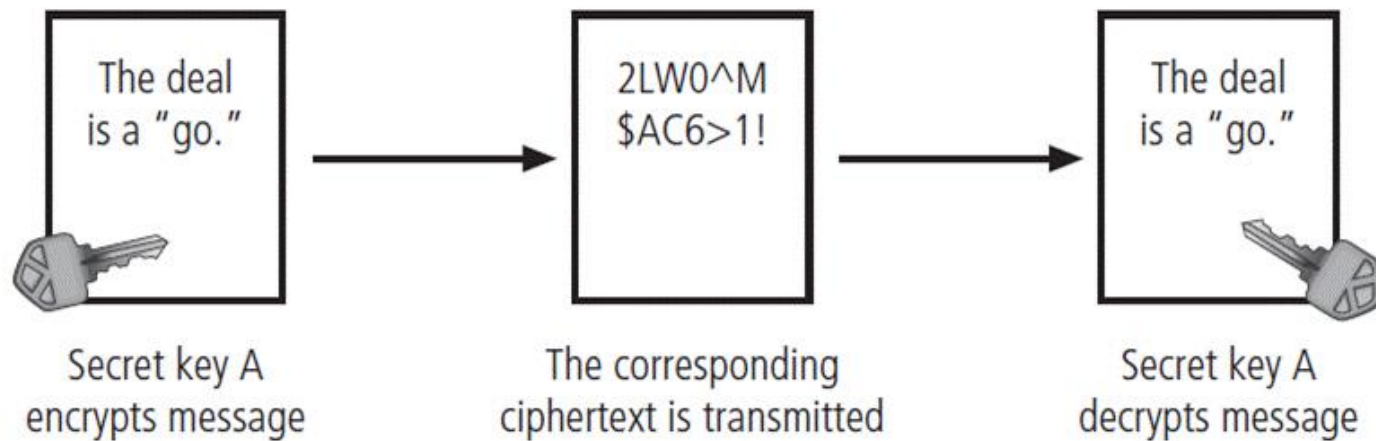 The deal
is a “go.”
2LW0^M
$AC6>1!
The deal
is a “go.”
Secret key A
encrypts message
The corresponding
ciphertext is transmitted
Secret key A
decrypts message